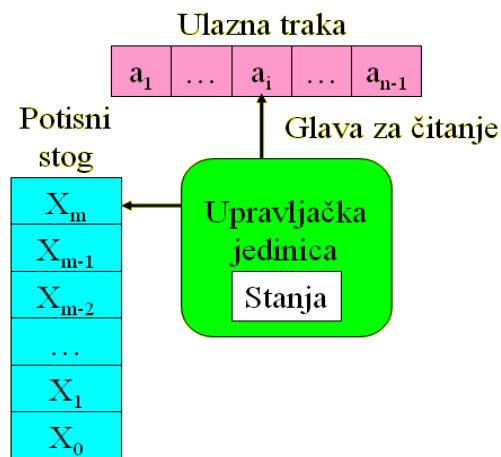 Ulazna traka
a1 … ai … an-1
Glava za čitanje
Potisni
stog
Xm
Xm-1
Xm-2
…
X1
X0
Upravljačka
jedinica
Stanja